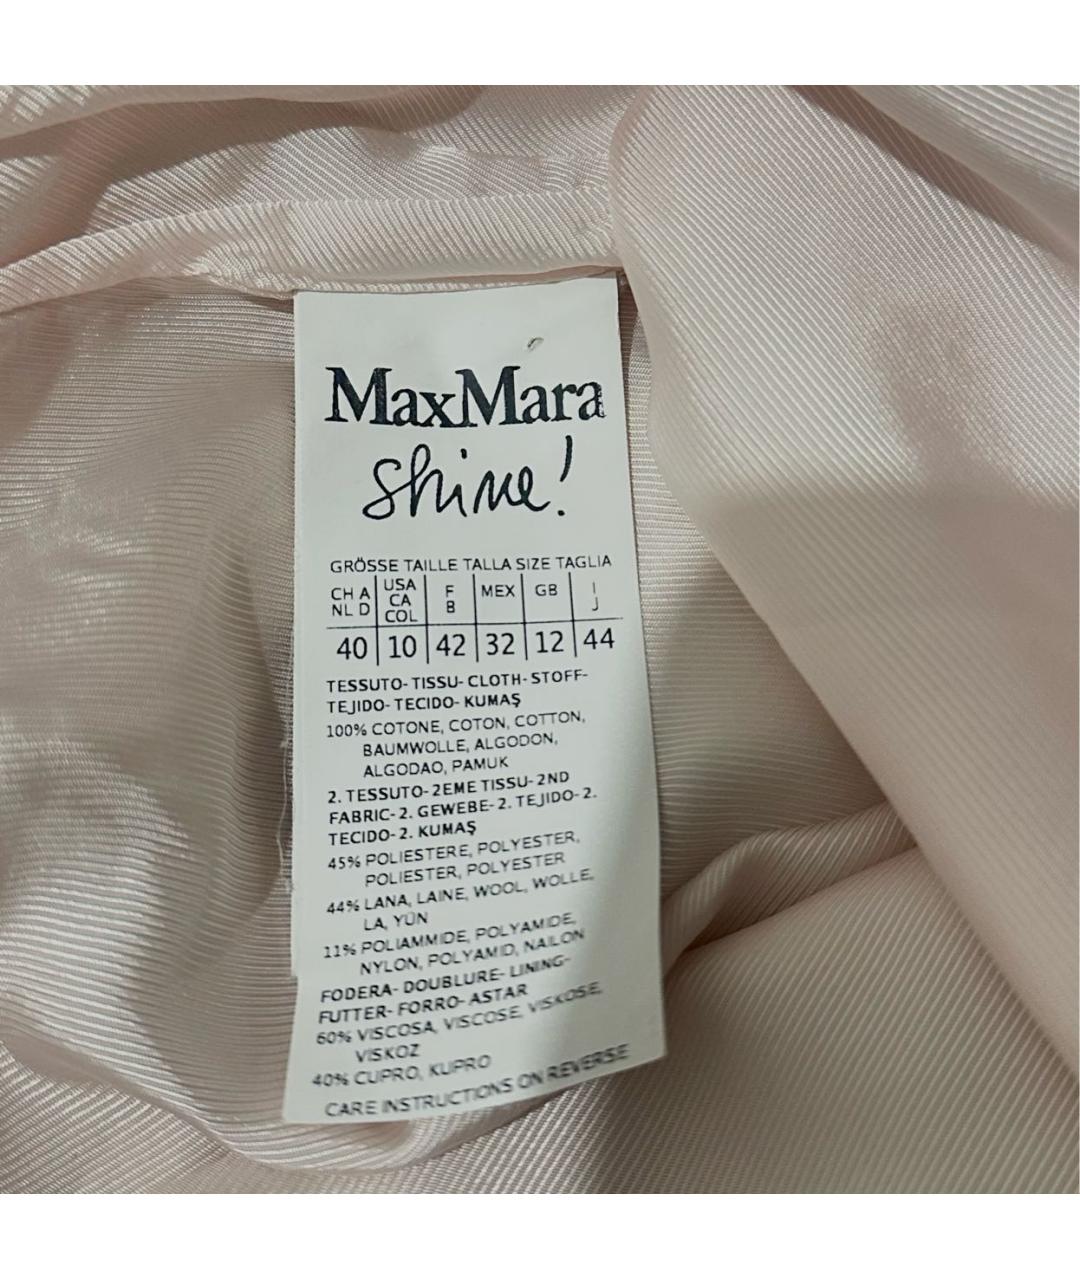 MaxMara
Shine!
GRÖSSE TAILLE TALLA SIZE TAGLIA
CH A NL D USA CA COL F B MEX GB I J
40 10 42 32 12 44
TESSUTO- TISSU- CLOTH- STOFF-
TEJIDO- TECIDO- KUMAŞ
100% COTONE, COTON, COTTON,
BAUMWOLLE, ALGODON,
ALGODAO, PAMUK
2. TESSUTO- 2EME TISSU- 2ND
FABRIC- 2. GEWEBE- 2. TEJIDO- 2.
TECIDO- 2. KUMAŞ
45% POLIESTERE, POLYESTER,
POLIESTER, POLYESTER
44% LANA, LAINE, WOOL, WOLLE,
LA, YÜN
11% POLIAMMIDE, POLYAMIDE,
NYLON, POLYAMID, NAILON
FODERA- DOUBLURE- LINING-
FUTTER- FORRO- ASTAR
60% VISCOSA, VISCOSE, VISKOSE,
VISKOZ
40% CUPRO, KUPRO
CARE INSTRUCTIONS ON REVERSE